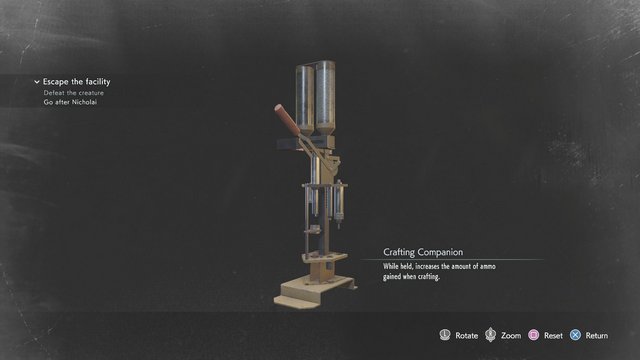 Escape the facility
Defeat the creature
Go after Nicholai
Crafting Companion
While held, increases the amount of ammo
gained when crafting.
L Rotate R Zoom Reset Return